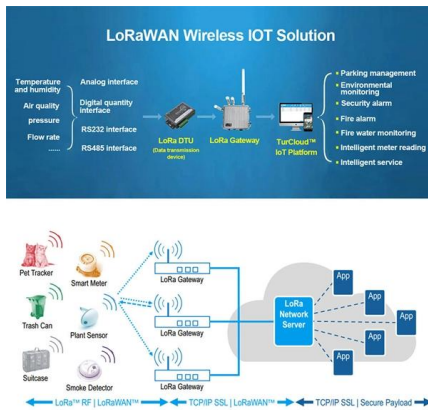 LoRaWAN Wireless IOT Solution
Temperature
and humidity
Air quality
pressure
Flow rate
......
Analog interface
Digital quantity
interface
RS232 interface
RS485 interface
LoRa DTU
(Data transmission
device)
LoRa Gateway
TurCloud™
IoT Platform
• Parking management
• Environmental
monitoring
• Security alarm
• Fire alarm
• Fire water monitoring
• Intelligent meter reading
• Intelligent service
Pet Tracker
Smart Meter
Trash Can
Plant Sensor
Suitcase
Smoke Detector
LoRa Gateway
LoRa Gateway
LoRa Gateway
LoRa
Network
Server
App
App
App
App
App
LoRa™ RF | LoRaWAN™
TCP/IP SSL | LoRaWAN™
TCP/IP SSL | Secure Payload